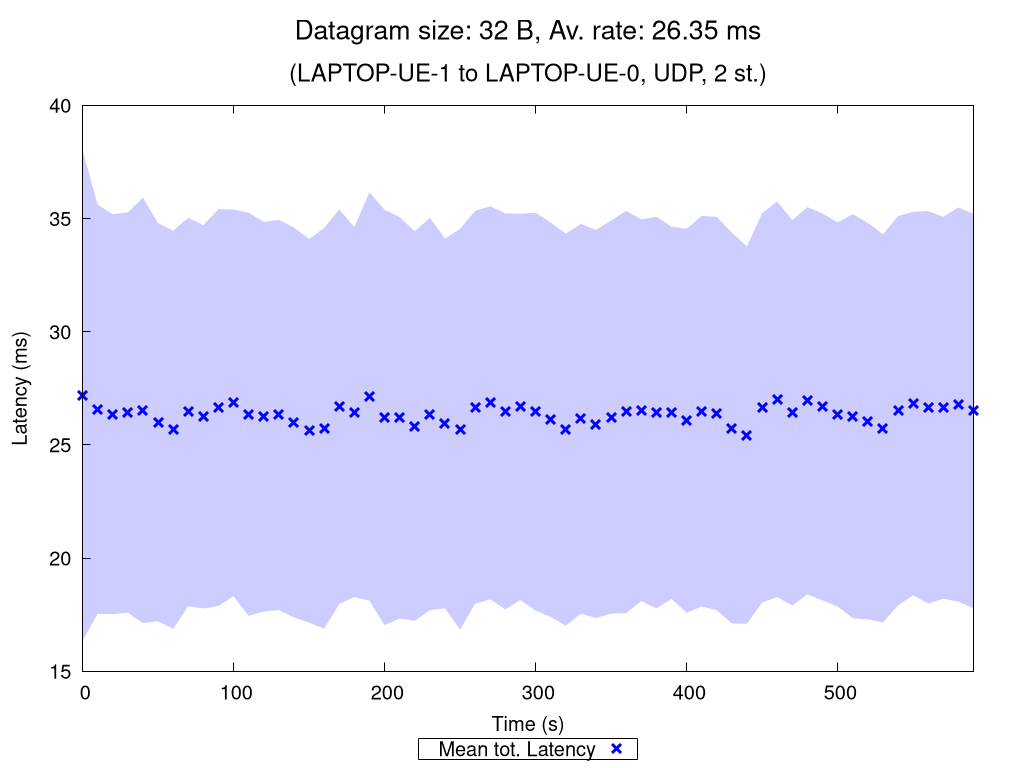 Datagram size: 32 B, Av. rate: 26.35 ms
(LAPTOP-UE-1 to LAPTOP-UE-0, UDP, 2 st.)
40
35
30
25
20
15
Latency (ms)
0 100 200 300 400 500
Time (s)
Mean tot. Latency